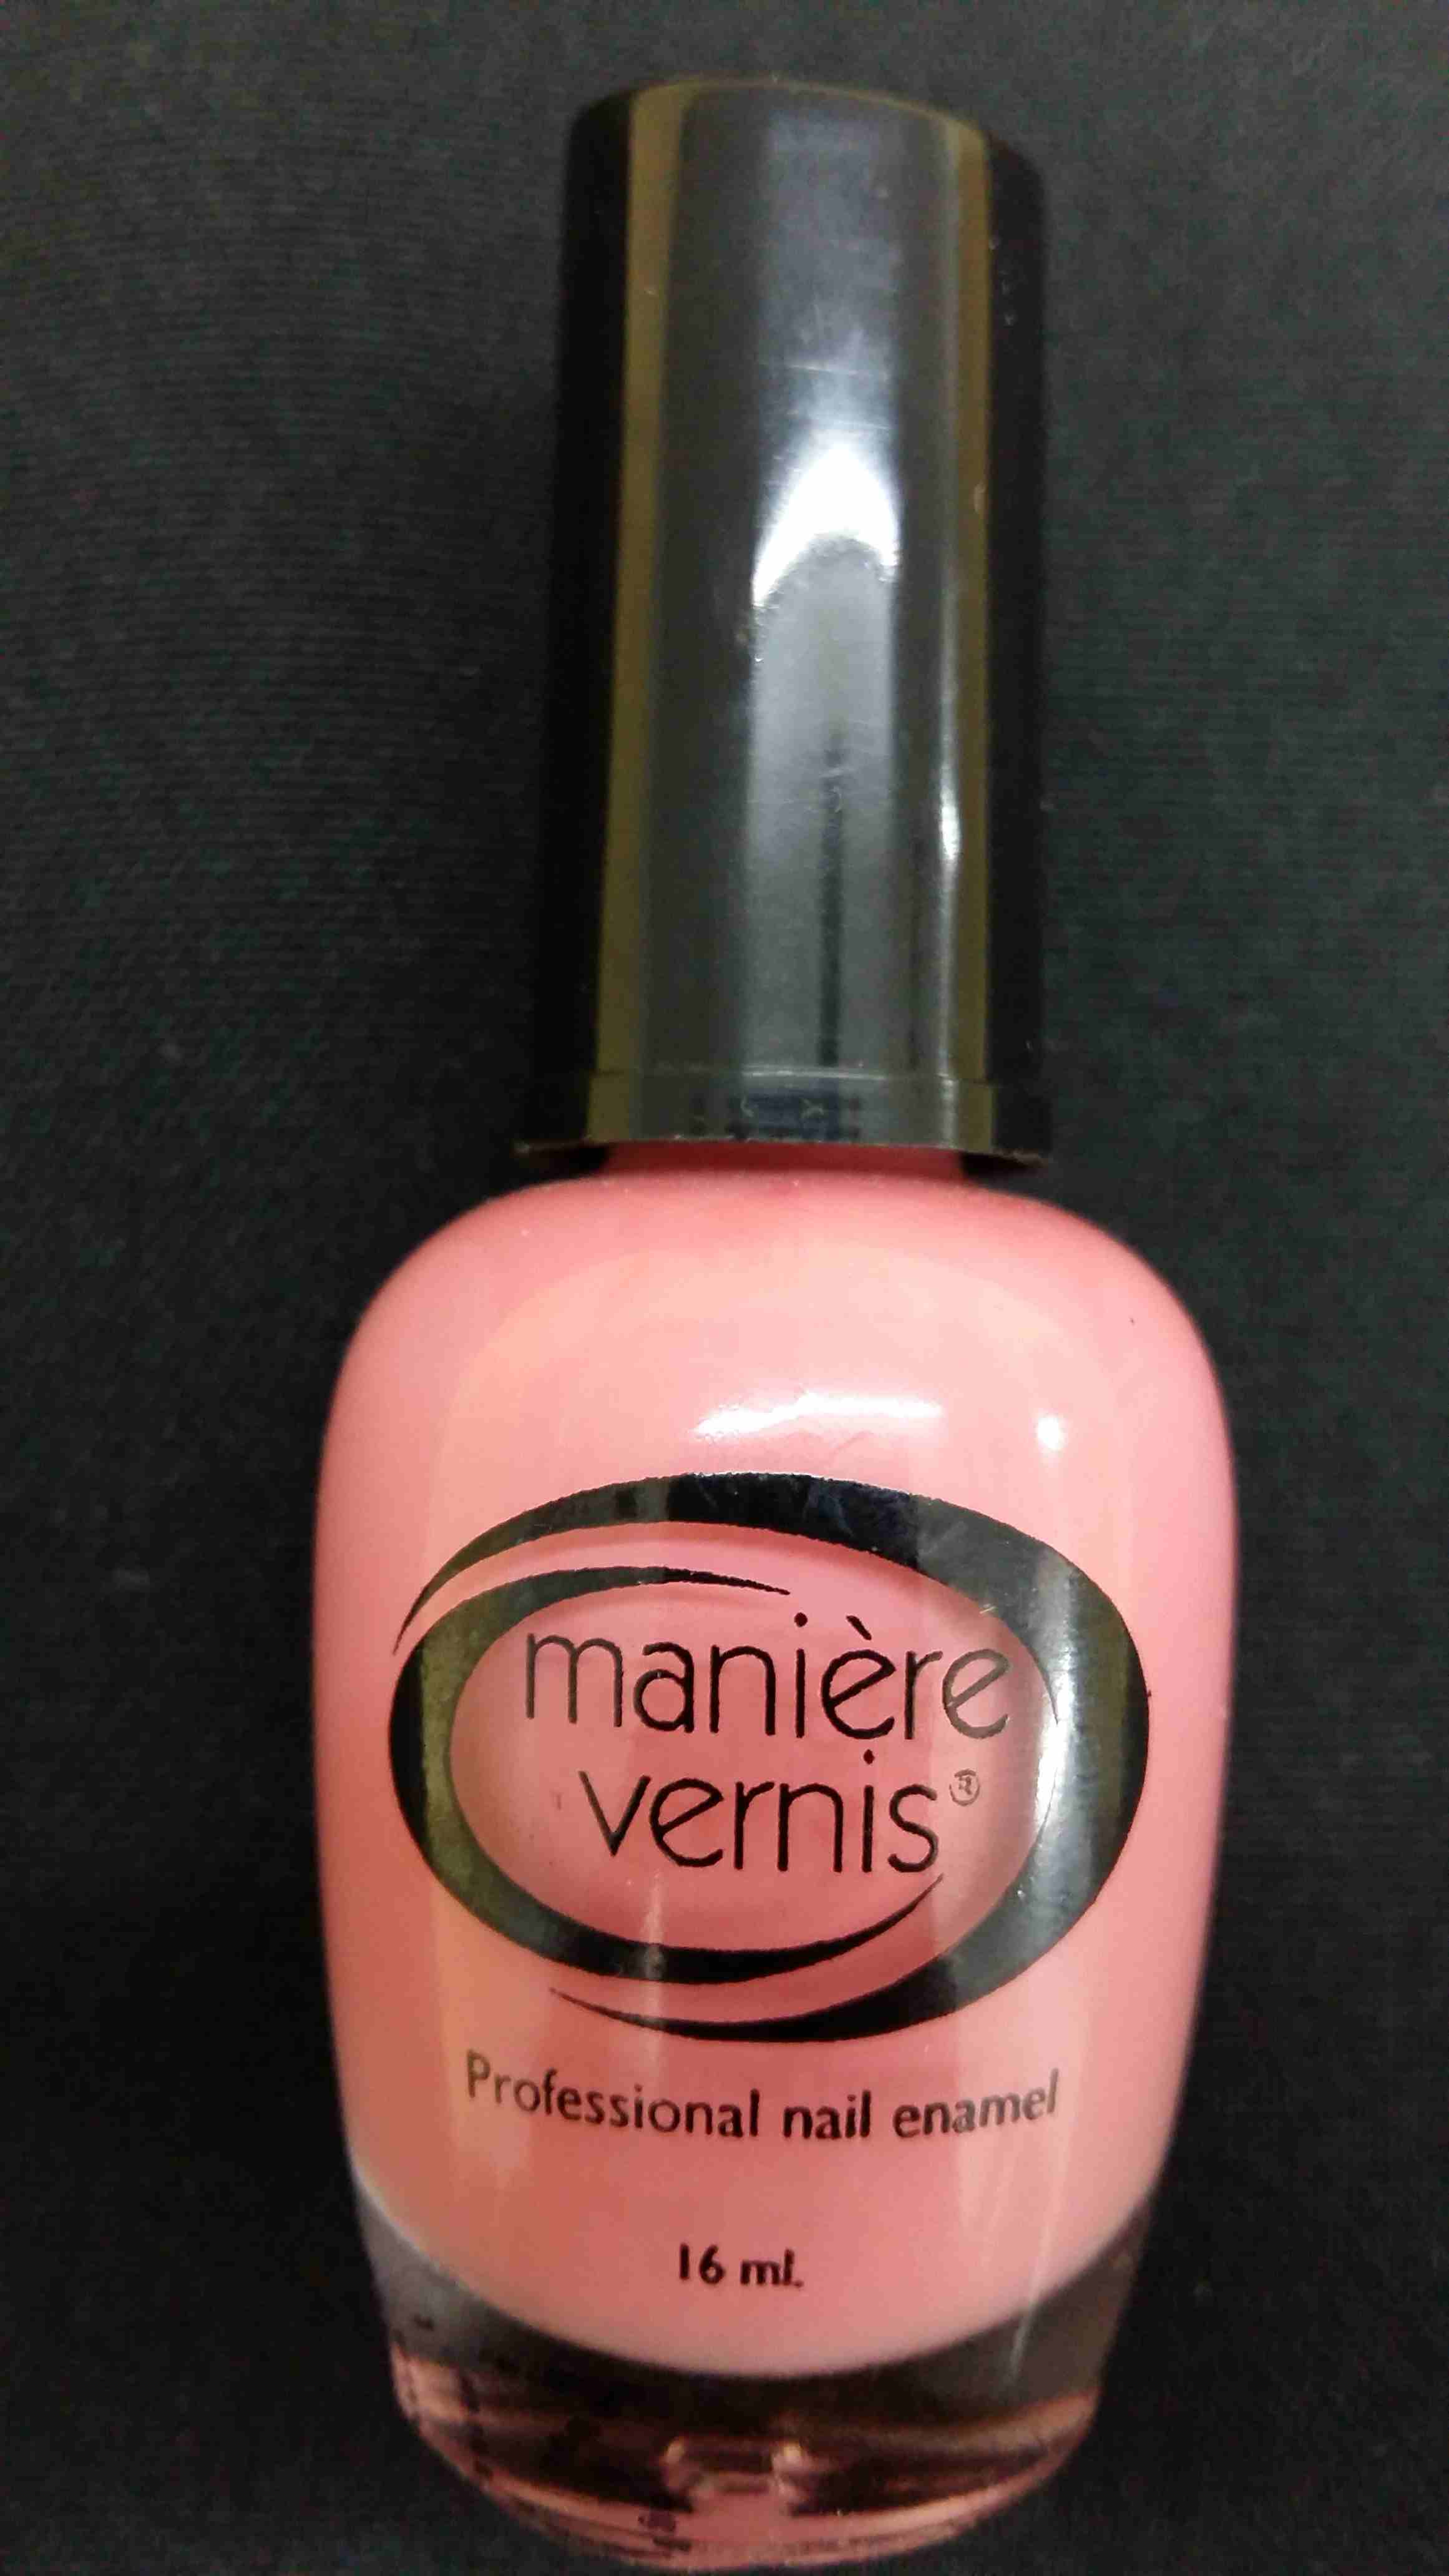 manière
vernis®
Professional nail enamel
16 ml.